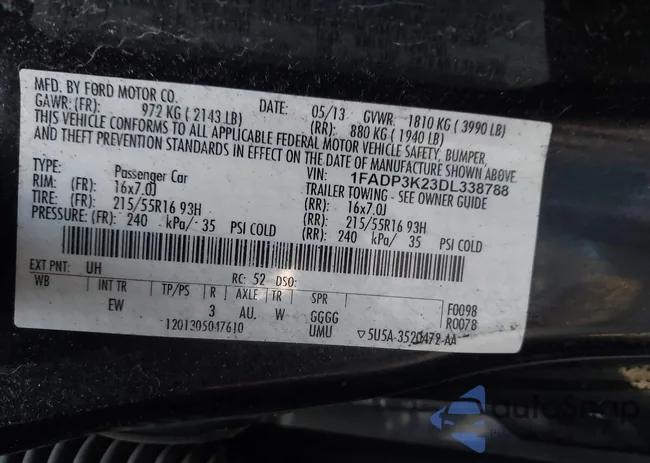 MFD. BY FORD MOTOR CO.
DATE: 05/13 GVWR: 1810 KG ( 3990 LB)
GAWR: (FR): 972 KG ( 2143 LB) (RR): 880 KG ( 1940 LB)
THIS VEHICLE CONFORMS TO ALL APPLICABLE FEDERAL MOTOR VEHICLE SAFETY, BUMPER,
AND THEFT PREVENTION STANDARDS IN EFFECT ON THE DATE OF MANUFACTURE SHOWN ABOVE
VIN: 1FADP3K23DL338788
TYPE: Passenger Car TRAILER TOWING - SEE OWNER GUIDE
RIM: (FR): 16x7.0J (RR): 16x7.0J
TIRE: (FR): 215/55R16 93H (RR): 215/55R16 93H
PRESSURE: (FR): 240 kPa/ 35 PSI COLD (RR): 240 kPa/ 35 PSI COLD
EXT PNT: UH RC: 52 DSO:
WB INT TR TP/PS R AXLE TR SPR F0098
EW 3 AU. W GGGG R0078
1201305047610 UMU ▽5U5A-3520472-AA
autoSnap